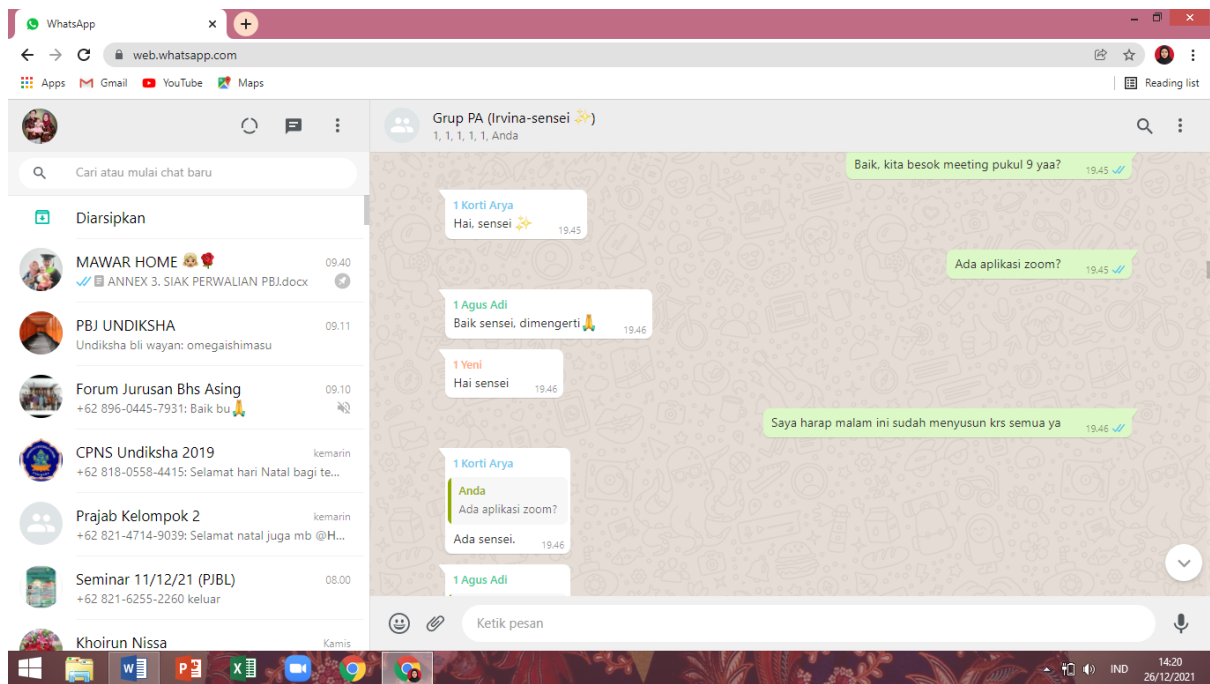 WhatsApp
web.whatsapp.com
Apps Gmail YouTube Maps Reading list
Cari atau mulai chat baru
Diarsipkan
MAWAR HOME 👼🏼🌹 09.40
ANNEX 3. SIAK PERWALIAN PBJ.docx
PBJ UNDIKSHA 09.11
Undiksha bli wayan: omegaishimasu
Forum Jurusan Bhs Asing 09.10
+62 896-0445-7931: Baik bu🙏
CPNS Undiksha 2019 kemarin
+62 818-0558-4415: Selamat hari Natal bagi te...
Prajab Kelompok 2 kemarin
+62 821-4714-9039: Selamat natal juga mb @H...
Seminar 11/12/21 (PJBL) 08.00
+62 821-6255-2260 keluar
Khoirun Nissa Kamis
Grup PA (Irvina-sensei ✨)
1, 1, 1, 1, 1, Anda
Baik, kita besok meeting pukul 9 yaa? 19.45
1 Korti Arya
Hai, sensei ✨ 19.45
Ada aplikasi zoom? 19.45
1 Agus Adi
Baik sensei, dimengerti🙏 19.46
1 Yeni
Hai sensei 19.46
Saya harap malam ini sudah menyusun krs semua ya 19.46
1 Korti Arya
Anda
Ada aplikasi zoom?
Ada sensei. 19.46
1 Agus Adi
Ketik pesan
IND 14:20
26/12/2021